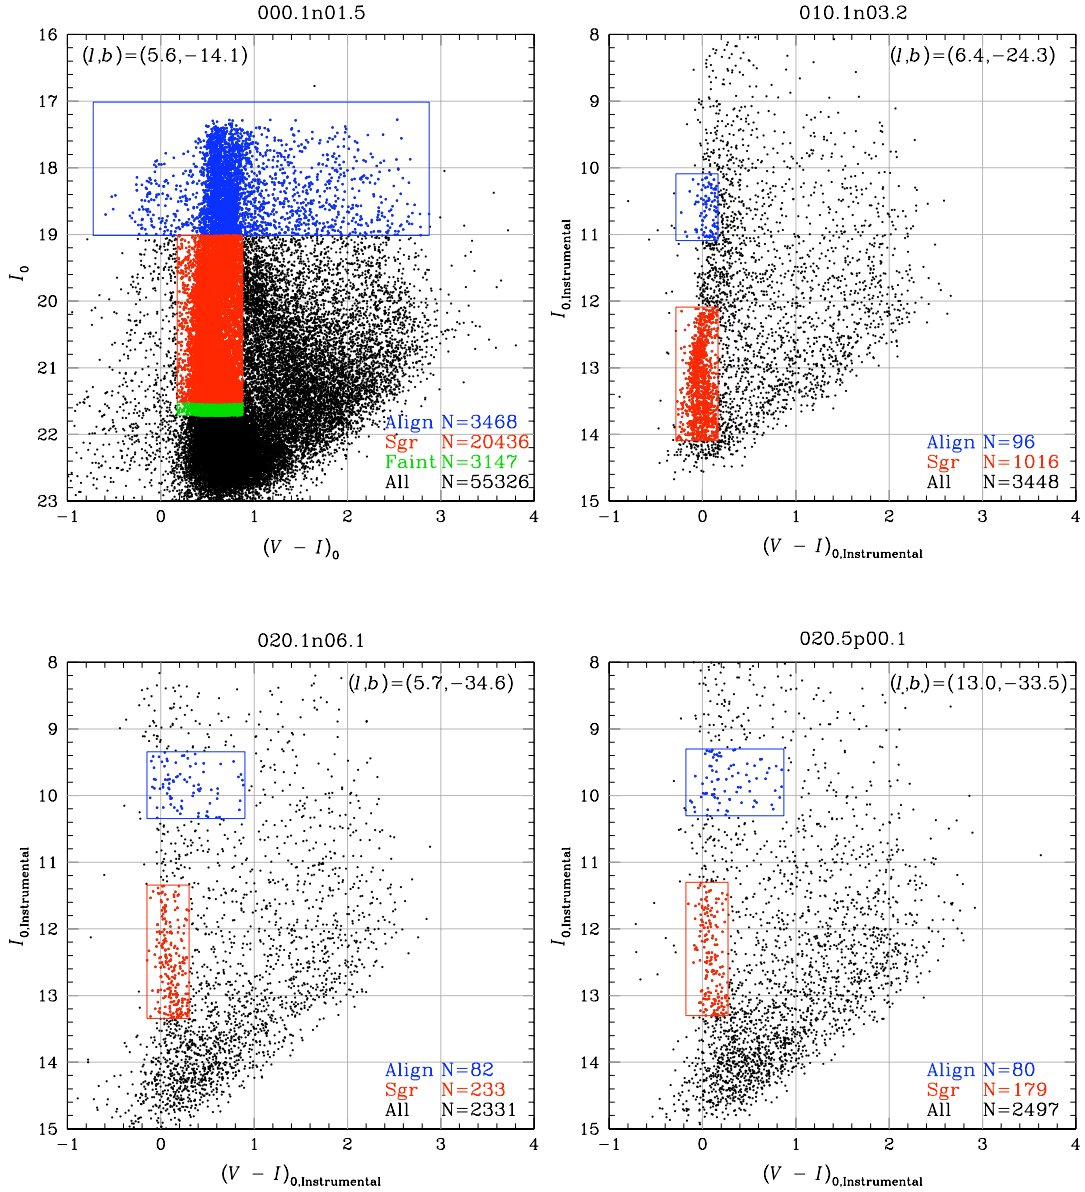 000.1n01.5
(l,b)=(5.6,−14.1)
16
17
18
19
20
21
22
23
I0
Align N=3468
Sgr N=20436
Faint N=3147
All N=55326
−1 0 1 2 3 4
(V − I)0
010.1n03.2
(l,b)=(6.4,−24.3)
8
9
10
11
12
13
14
15
I0,Instrumental
Align N=96
Sgr N=1016
All N=3448
−1 0 1 2 3 4
(V − I)0,Instrumental
020.1n06.1
(l,b)=(5.7,−34.6)
8
9
10
11
12
13
14
15
I0,Instrumental
Align N=82
Sgr N=233
All N=2331
−1 0 1 2 3 4
(V − I)0,Instrumental
020.5p00.1
(l,b)=(13.0,−33.5)
8
9
10
11
12
13
14
15
I0,Instrumental
Align N=80
Sgr N=179
All N=2497
−1 0 1 2 3 4
(V − I)0,Instrumental